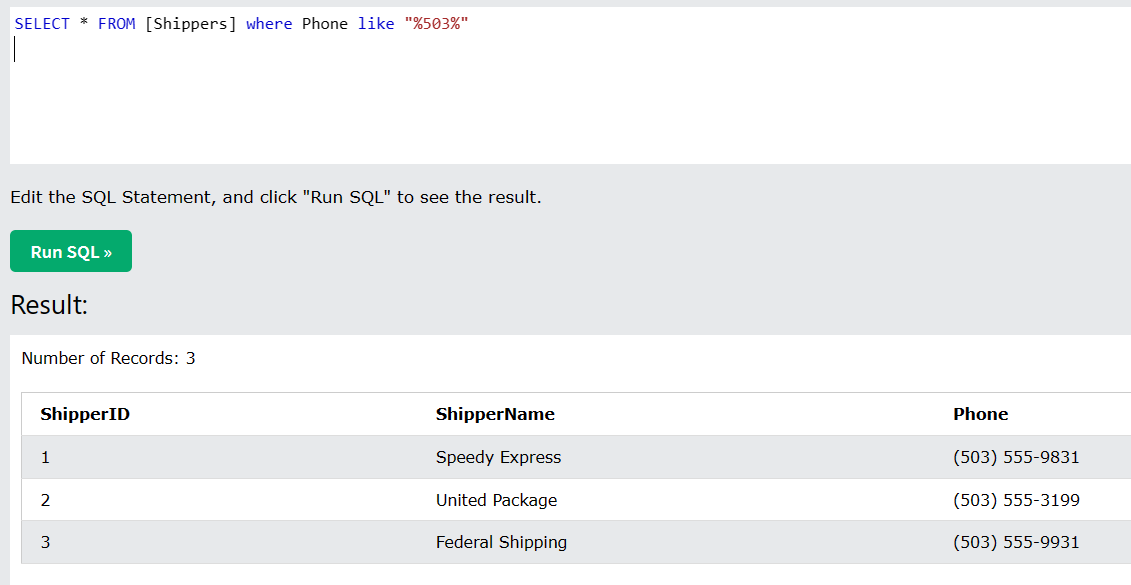 SELECT * FROM [Shippers] where Phone like "%503%"
Edit the SQL Statement, and click "Run SQL" to see the result.
Run SQL »
Result:
Number of Records: 3
ShipperID ShipperName Phone
1 Speedy Express (503) 555-9831
2 United Package (503) 555-3199
3 Federal Shipping (503) 555-9931